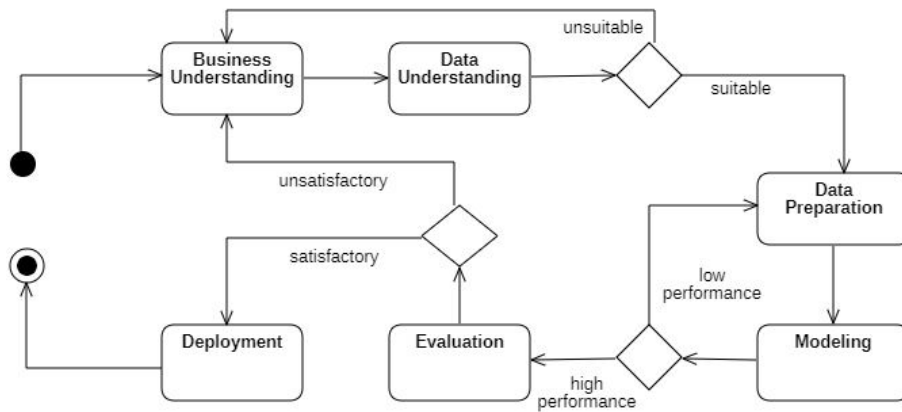 unsuitable
Business
Understanding
Data
Understanding
suitable
unsatisfactory
Data
Preparation
satisfactory
low
performance
Deployment
Evaluation
Modeling
high
performance